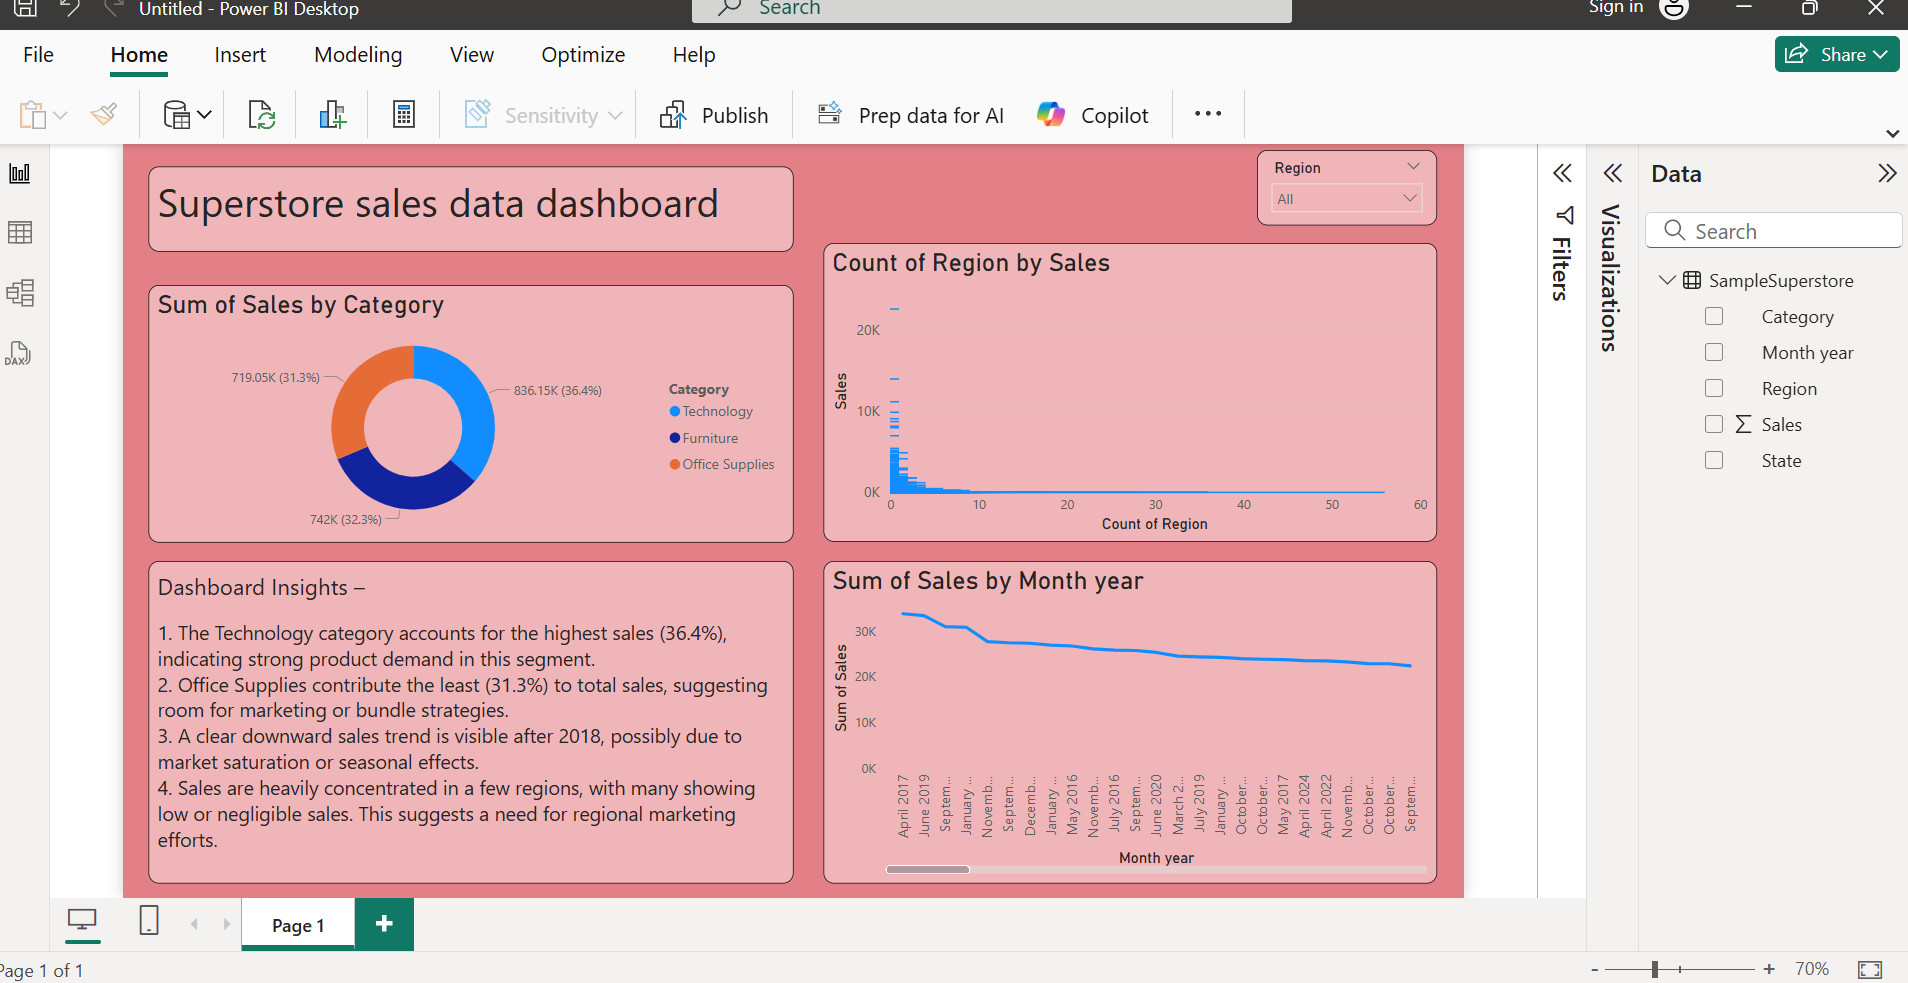 Untitled - Power BI Desktop
Search
Sign in
File
Home
Insert
Modeling
View
Optimize
Help
Share
Sensitivity
Publish
Prep data for AI
Copilot
Superstore sales data dashboard
Region
All
Sum of Sales by Category
719.05K (31.3%)
836.15K (36.4%)
742K (32.3%)
Category
Technology
Furniture
Office Supplies
Count of Region by Sales
Sales
20K
10K
0K
0
10
20
30
40
50
60
Count of Region
Dashboard Insights –
1. The Technology category accounts for the highest sales (36.4%),
indicating strong product demand in this segment.
2. Office Supplies contribute the least (31.3%) to total sales, suggesting
room for marketing or bundle strategies.
3. A clear downward sales trend is visible after 2018, possibly due to
market saturation or seasonal effects.
4. Sales are heavily concentrated in a few regions, with many showing
low or negligible sales. This suggests a need for regional marketing
efforts.
Sum of Sales by Month year
Sum of Sales
30K
20K
10K
0K
April 2017
June 2019
Septem...
January ...
Novemb...
Septem...
Decemb...
January ...
May 2016
Novemb...
July 2016
Septem...
June 2020
March 2...
July 2019
January ...
October...
October...
May 2017
April 2024
April 2022
Novemb...
October...
October...
Septem...
Month year
Filters
Visualizations
Data
Search
SampleSuperstore
Category
Month year
Region
Sales
State
DAX
Page 1
Page 1 of 1
70%